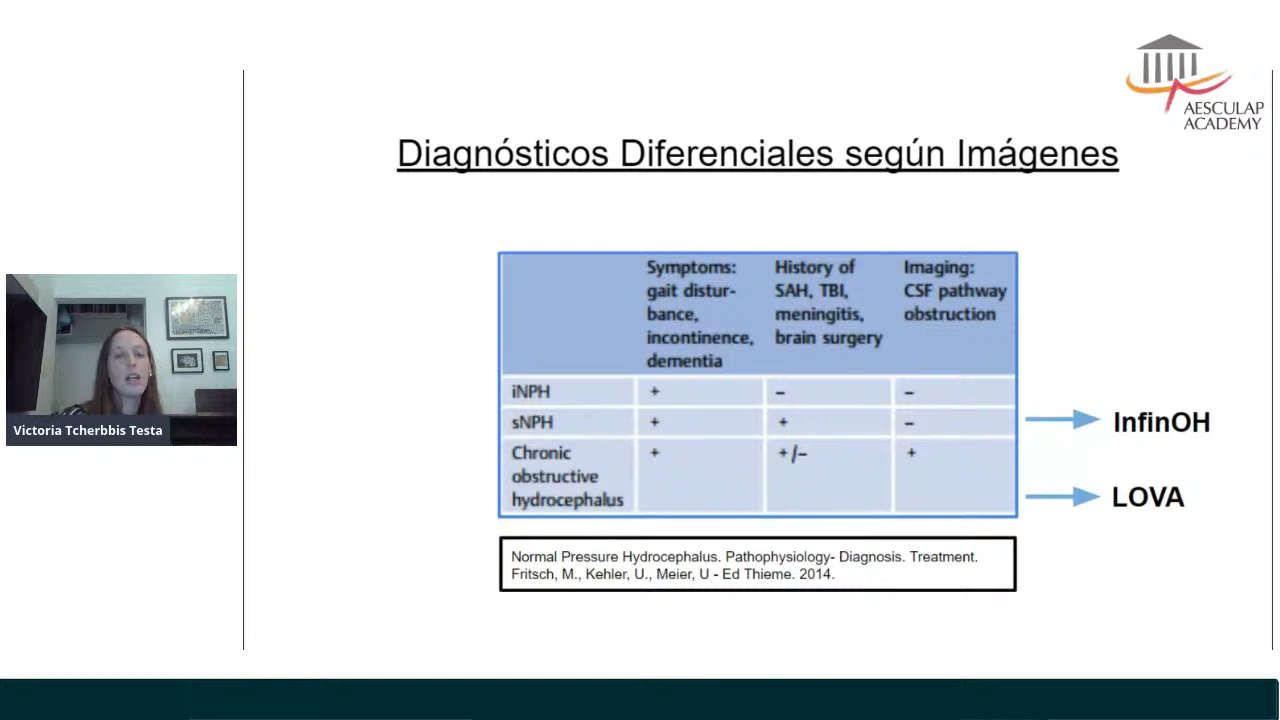 AESCULAP
ACADEMY
Diagnósticos Diferenciales según Imágenes
Symptoms:
gait distur-
bance,
incontinence,
dementia
History of
SAH, TBI,
meningitis,
brain surgery
Imaging:
CSF pathway
obstruction
iNPH + – –
sNPH + + –
Chronic
obstructive
hydrocephalus
+ +/– +
InfinOH
LOVA
Normal Pressure Hydrocephalus. Pathophysiology- Diagnosis. Treatment.
Fritsch, M., Kehler, U., Meier, U - Ed Thieme. 2014.
Victoria Tcherbbis Testa